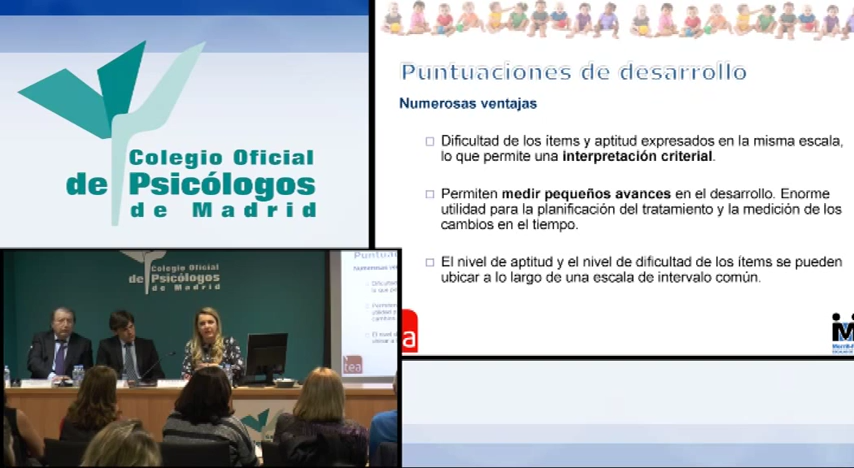 Colegio Oficial
de Psicólogos
de Madrid
Puntuaciones de desarrollo
Numerosas ventajas
Dificultad de los ítems y aptitud expresados en la misma escala,
lo que permite una interpretación criterial.
Permiten medir pequeños avances en el desarrollo. Enorme
utilidad para la planificación del tratamiento y la medición de los
cambios en el tiempo.
El nivel de aptitud y el nivel de dificultad de los ítems se pueden
ubicar a lo largo de una escala de intervalo común.
Colegio Oficial
de Psicólogos
de Madrid
Puntua
Numerosas ve
tea